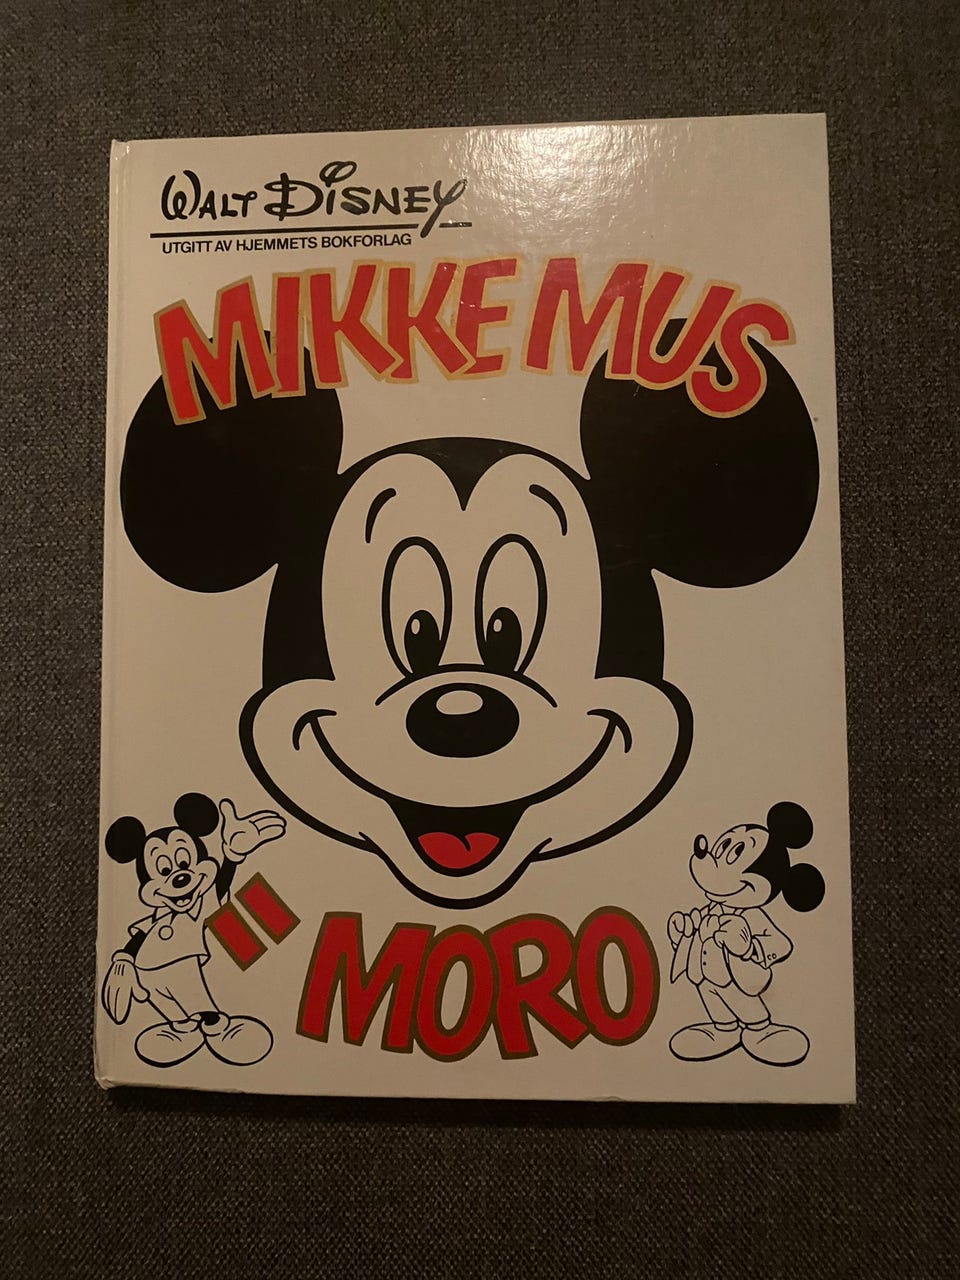 WALT DISNEY
UTGITT AV HJEMMETS BOKFORLAG
MIKKE MUS
" MORO